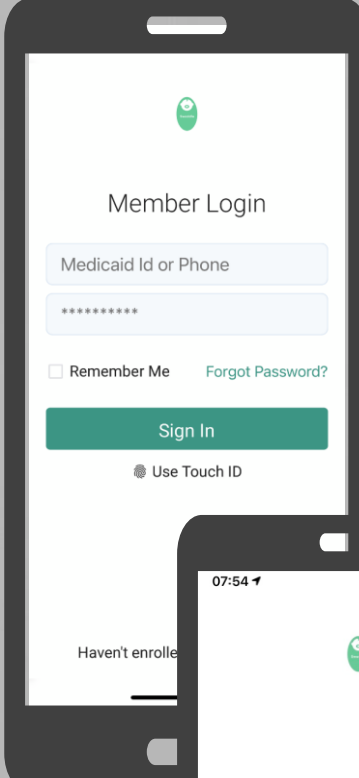 Member Login
Medicaid Id or Phone
**********
Remember Me Forgot Password?
Sign In
Use Touch ID
07:54
Haven't enrolle